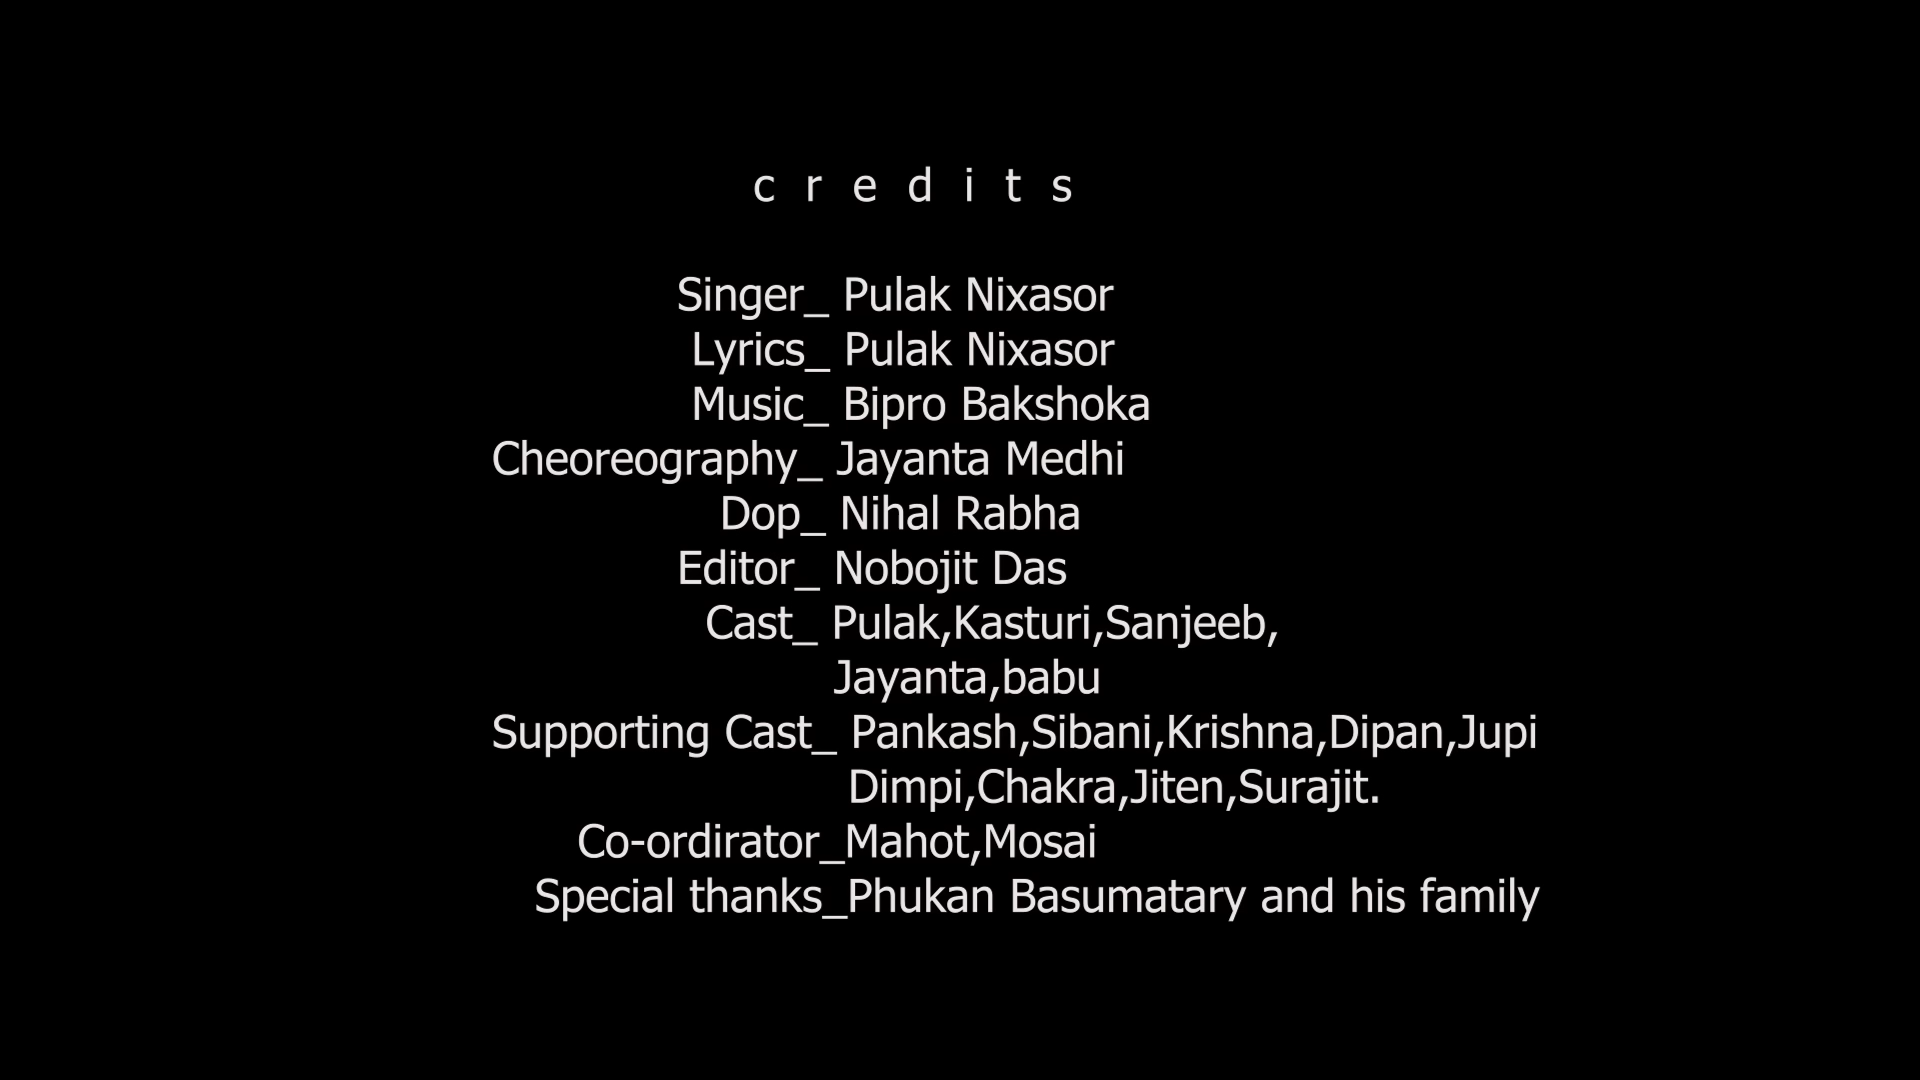 c r e d i t s
Singer_ Pulak Nixasor
Lyrics_ Pulak Nixasor
Music_ Bipro Bakshoka
Cheoreography_ Jayanta Medhi
Dop_ Nihal Rabha
Editor_ Nobojit Das
Cast_ Pulak,Kasturi,Sanjeeb,
Jayanta,babu
Supporting Cast_ Pankash,Sibani,Krishna,Dipan,Jupi
Dimpi,Chakra,Jiten,Surajit.
Co-ordirator_Mahot,Mosai
Special thanks_Phukan Basumatary and his family